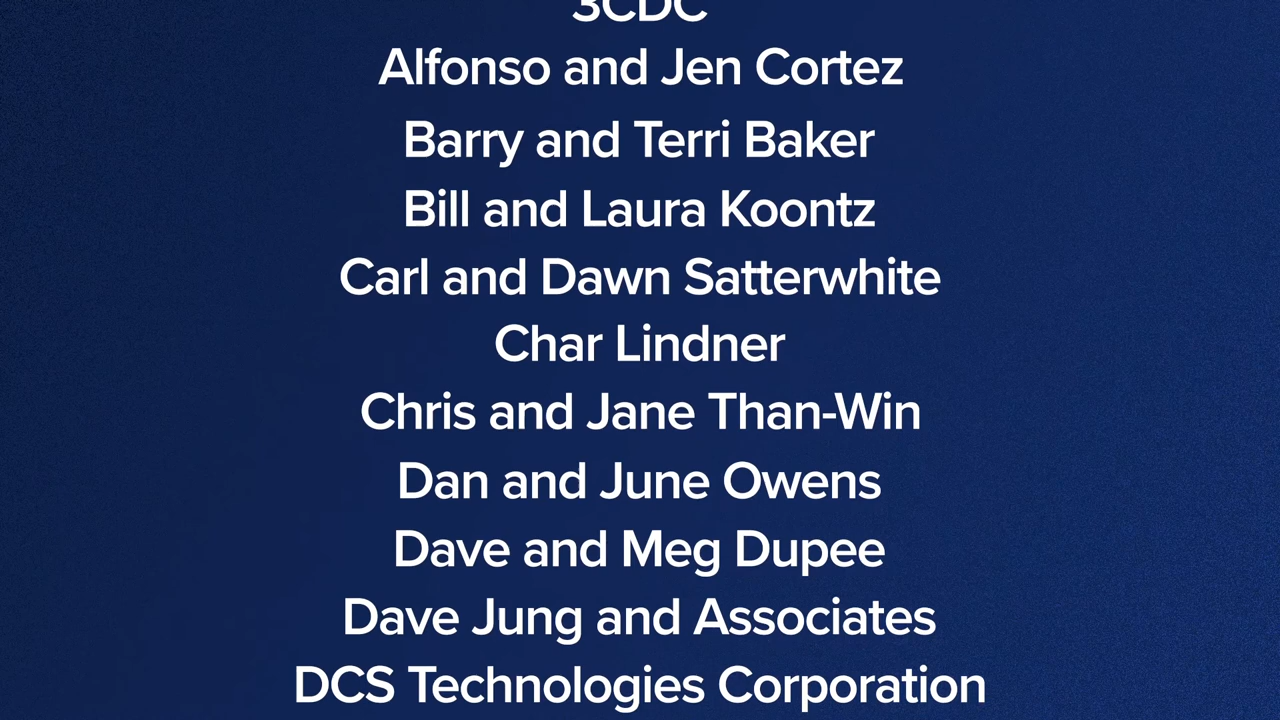 3CDC
Alfonso and Jen Cortez
Barry and Terri Baker
Bill and Laura Koontz
Carl and Dawn Satterwhite
Char Lindner
Chris and Jane Than-Win
Dan and June Owens
Dave and Meg Dupee
Dave Jung and Associates
DCS Technologies Corporation